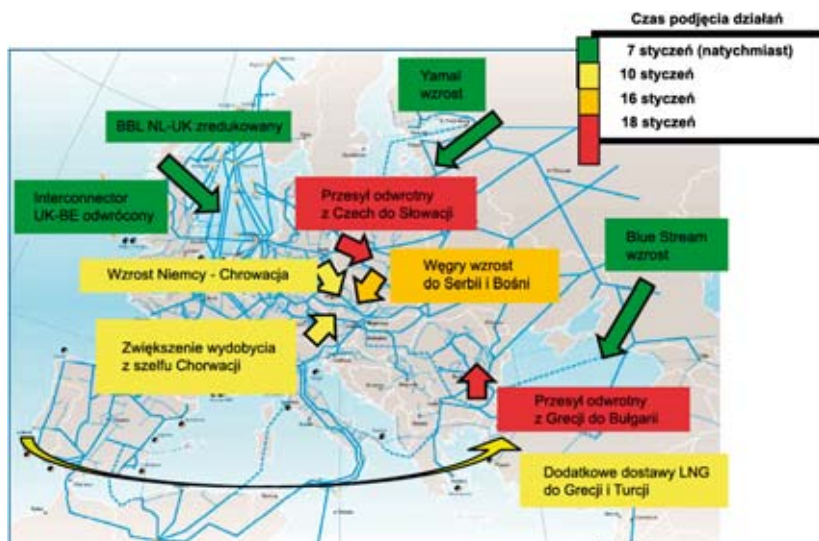 Czas podjęcia działań
7 styczeń (natychmiast)
10 styczeń
16 styczeń
18 styczeń
Yamal
wzrost
BBL NL-UK zredukowany
Interconnector
UK-BE odwrócony
Przesył odwrotny
z Czech do Słowacji
Blue Stream
wzrost
Wzrost Niemcy - Chrowacja
Węgry wzrost
do Serbii i Bośni
Zwiększenie wydobycia
z szelfu Chorwacji
Przesył odwrotny
z Grecji do Bułgarii
Dodatkowe dostawy LNG
do Grecji i Turcji